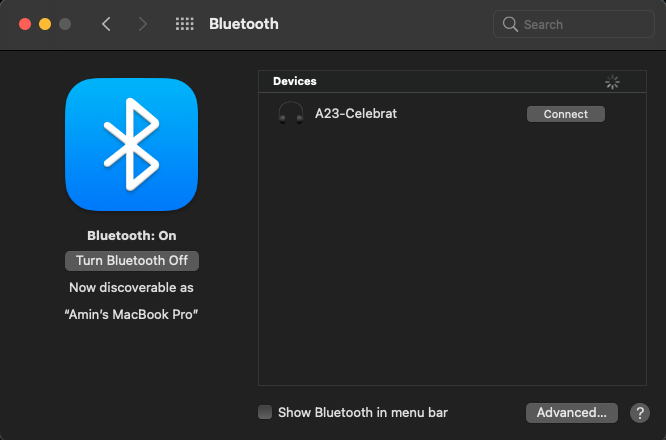 Bluetooth
Search
Devices
A23-Celebrat
Connect
Bluetooth: On
Turn Bluetooth Off
Now discoverable as
“Amin’s MacBook Pro”
Show Bluetooth in menu bar
Advanced...
?